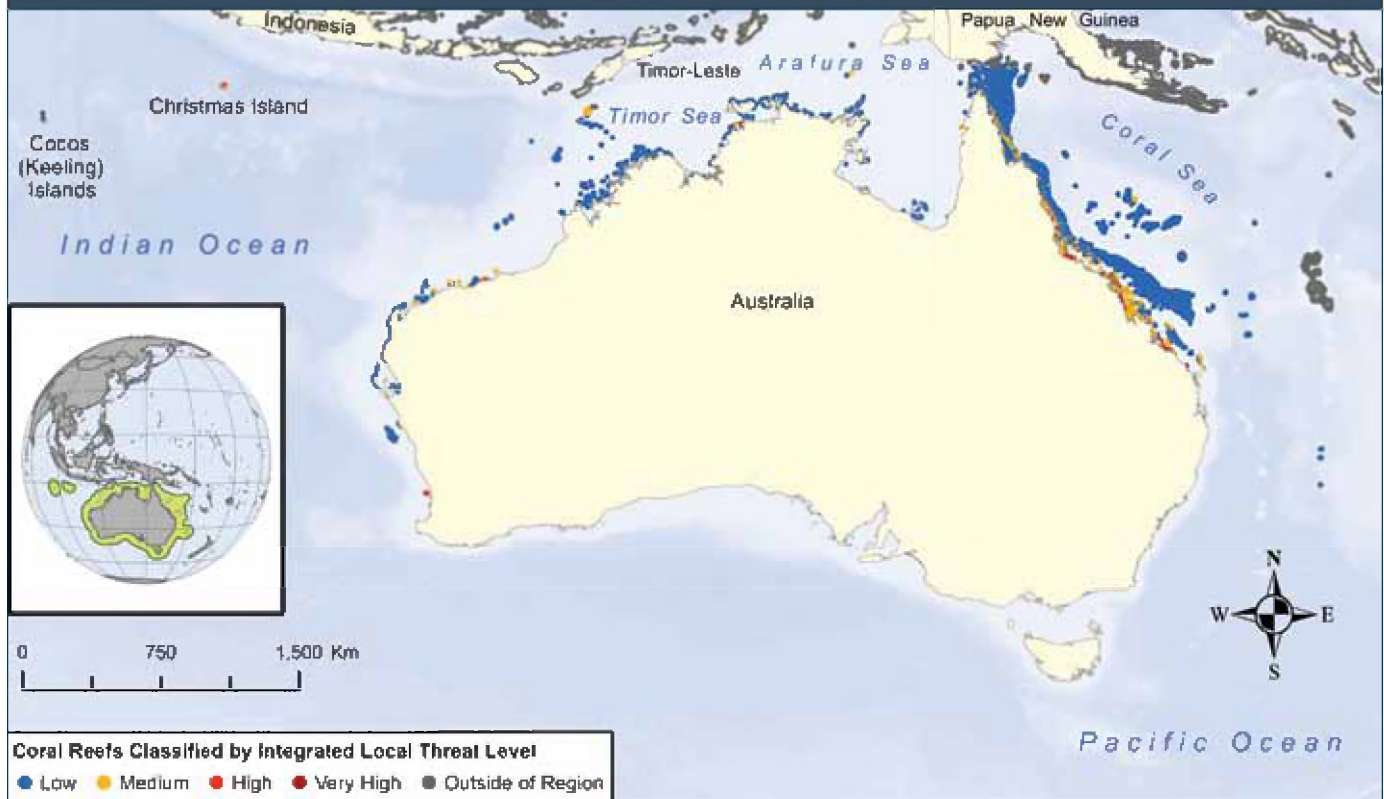 Indonesia
Papua New Guinea
Timor-Leste
Arafura Sea
Christmas Island
Timor Sea
Coral Sea
Cocos
(Keeling)
Islands
Indian Ocean
Australia
N
W E
S
0 750 1,500 Km
Pacific Ocean
Coral Reefs Classified by Integrated Local Threat Level
Low Medium High Very High Outside of Region